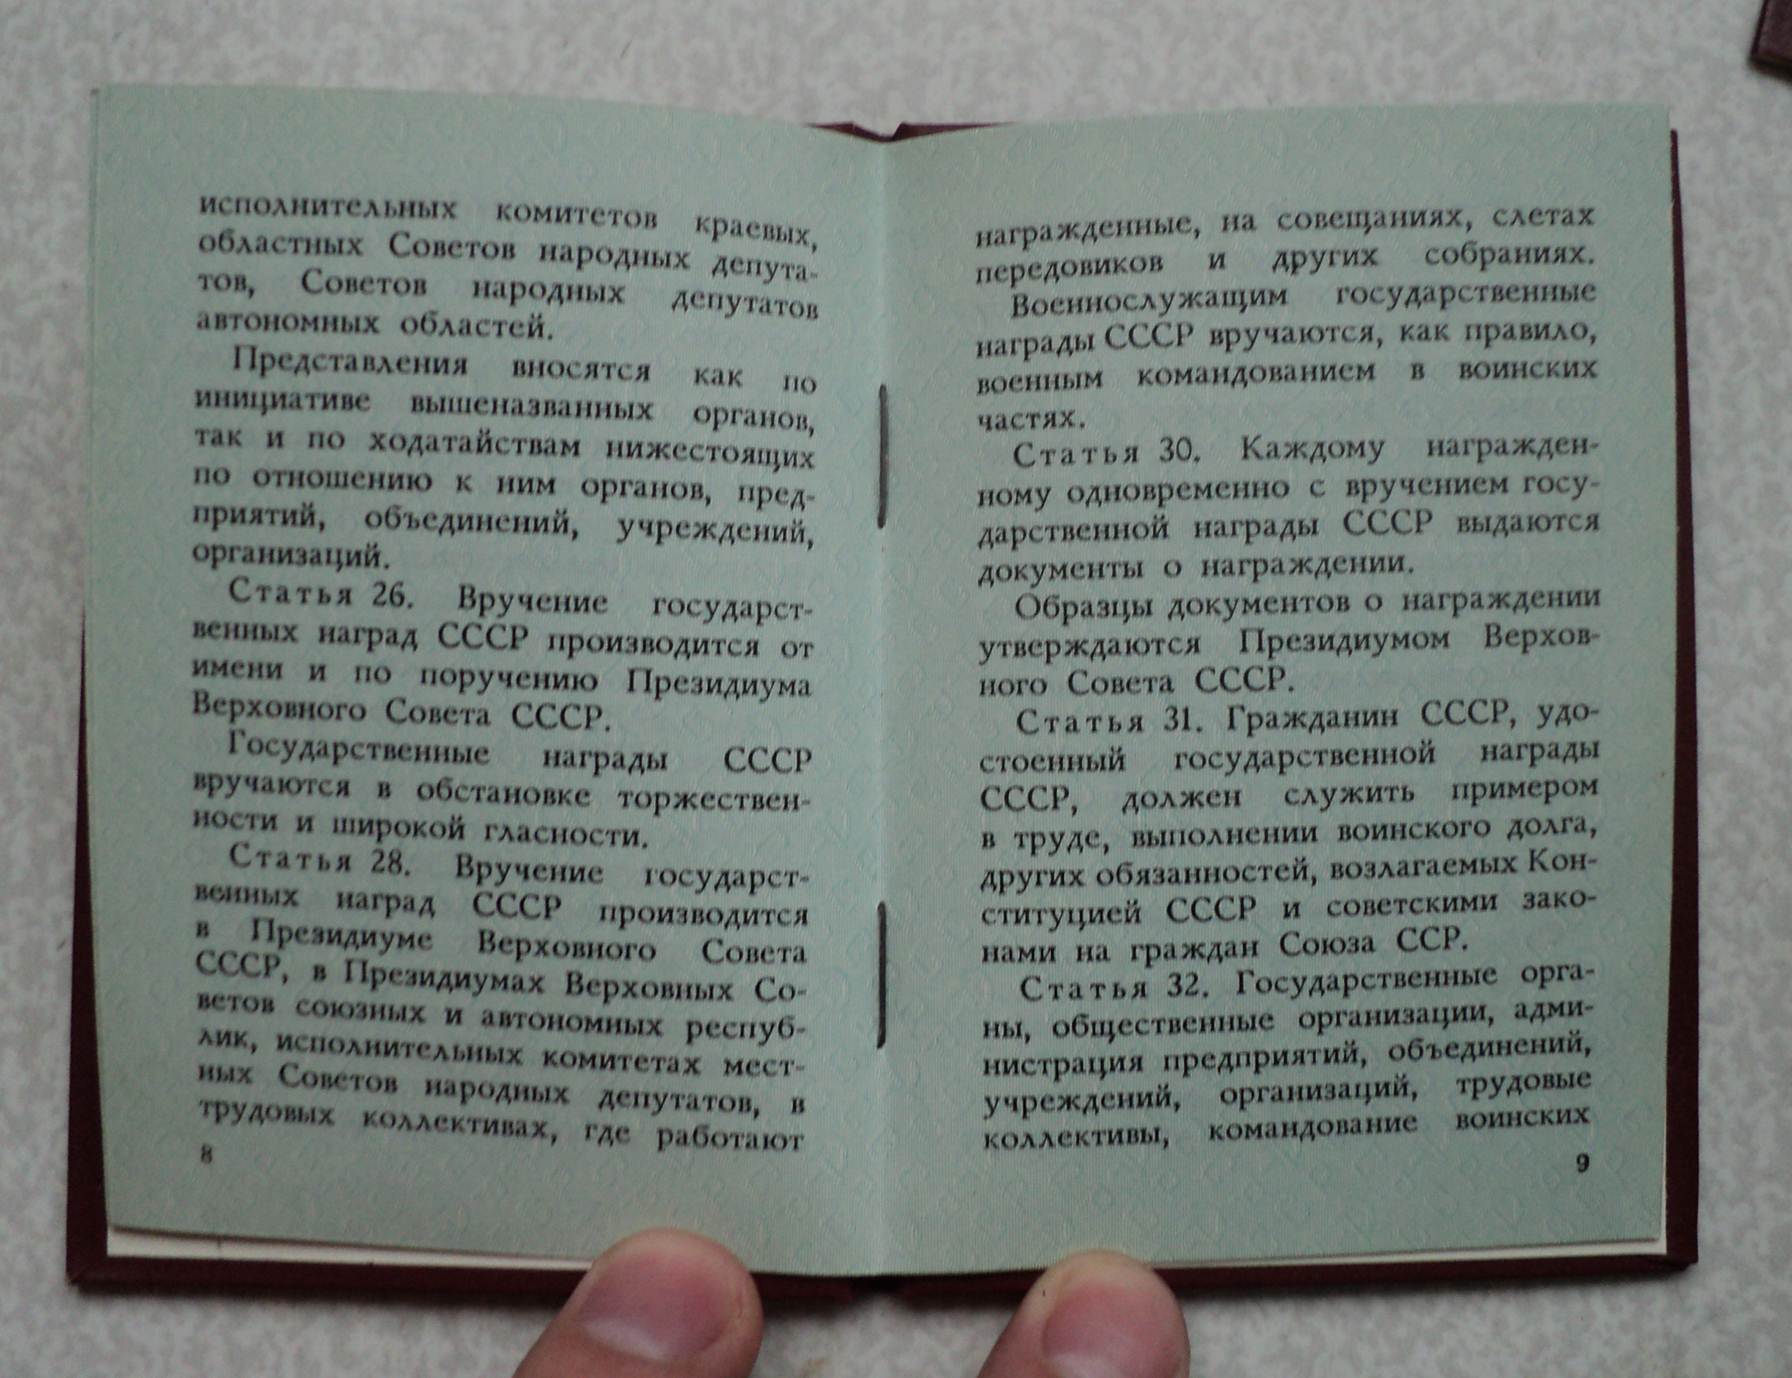 исполнительных комитетов краевых,
областных Советов народных депута-
тов, Советов народных депутатов
автономных областей.
Представления вносятся как по
инициативе вышеназванных органов,
так и по ходатайствам нижестоящих
по отношению к ним органов, пред-
приятий, объединений, учреждений,
организаций.
Статья 26. Вручение государст-
венных наград СССР производится от
имени и по поручению Президиума
Верховного Совета СССР.
Государственные награды СССР
вручаются в обстановке торжествен-
ности и широкой гласности.
Статья 28. Вручение государст-
венных наград СССР производится
в Президиуме Верховного Совета
СССР, в Президиумах Верховных Со-
ветов союзных и автономных респуб-
лик, исполнительных комитетах мест-
ных Советов народных депутатов, в
трудовых коллективах, где работают
8
награжденные, на совещаниях, слетах
передовиков и других собраниях.
Военнослужащим государственные
награды СССР вручаются, как правило,
военным командованием в воинских
частях.
Статья 30. Каждому награжден-
ному одновременно с вручением госу-
дарственной награды СССР выдаются
документы о награждении.
Образцы документов о награждении
утверждаются Президиумом Верхов-
ного Совета СССР.
Статья 31. Гражданин СССР, удо-
стоенный государственной награды
СССР, должен служить примером
в труде, выполнении воинского долга,
других обязанностей, возлагаемых Кон-
ституцией СССР и советскими зако-
нами на граждан Союза ССР.
Статья 32. Государственные орга-
ны, общественные организации, адми-
нистрация предприятий, объединений,
учреждений, организаций, трудовые
коллективы, командование воинских
9